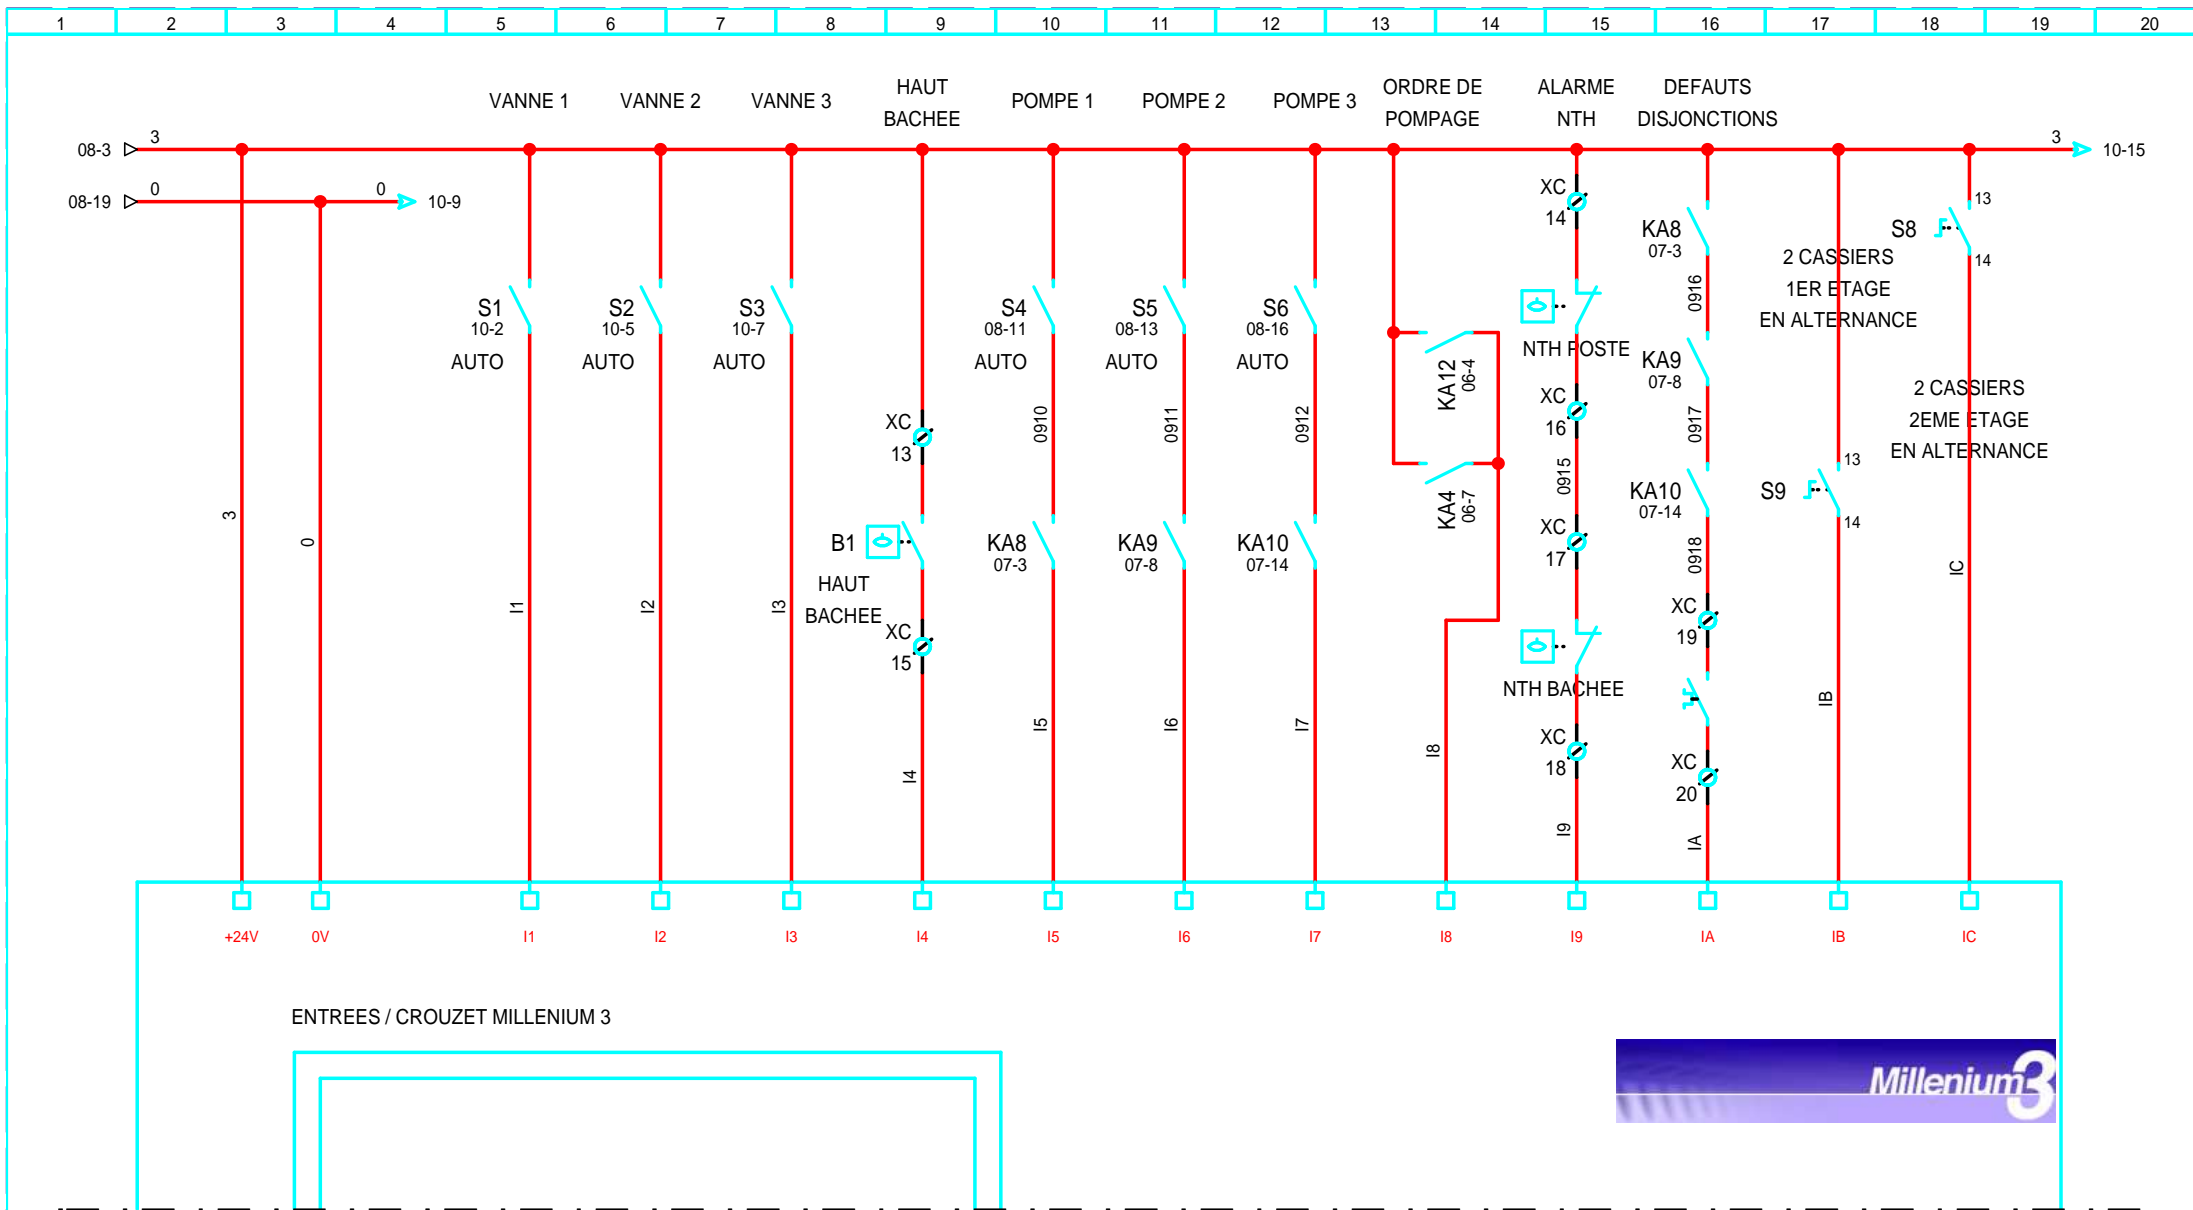 1 2 3 4 5 6 7 8 9 10 11 12 13 14 15 16 17 18 19 20
VANNE 1
VANNE 2
VANNE 3
HAUT
BACHEE
POMPE 1
POMPE 2
POMPE 3
ORDRE DE
POMPAGE
ALARME
NTH
DEFAUTS
DISJONCTIONS
08-3
3
3
10-15
08-19
0
0
10-9
3
0
S1
10-2
AUTO
I1
S2
10-5
AUTO
I2
S3
10-7
AUTO
I3
XC
13
B1
HAUT
BACHEE
XC
15
I4
S4
08-11
AUTO
0910
KA8
07-3
I5
S5
08-13
AUTO
0911
KA9
07-8
I6
S6
08-16
AUTO
0912
KA10
07-14
I7
KA12
06-4
KA4
06-7
I8
XC
14
NTH POSTE
XC
16
0915
XC
17
NTH BACHEE
XC
18
I9
KA8
07-3
0916
KA9
07-8
0917
KA10
07-14
0918
XC
19
XC
20
IA
2 CASSIERS
1ER ETAGE
EN ALTERNANCE
S9
13
14
IB
S8
13
14
2 CASSIERS
2EME ETAGE
EN ALTERNANCE
IC
+24V 0V I1 I2 I3 I4 I5 I6 I7 I8 I9 IA IB IC
ENTREES / CROUZET MILLENIUM 3
Millenium3